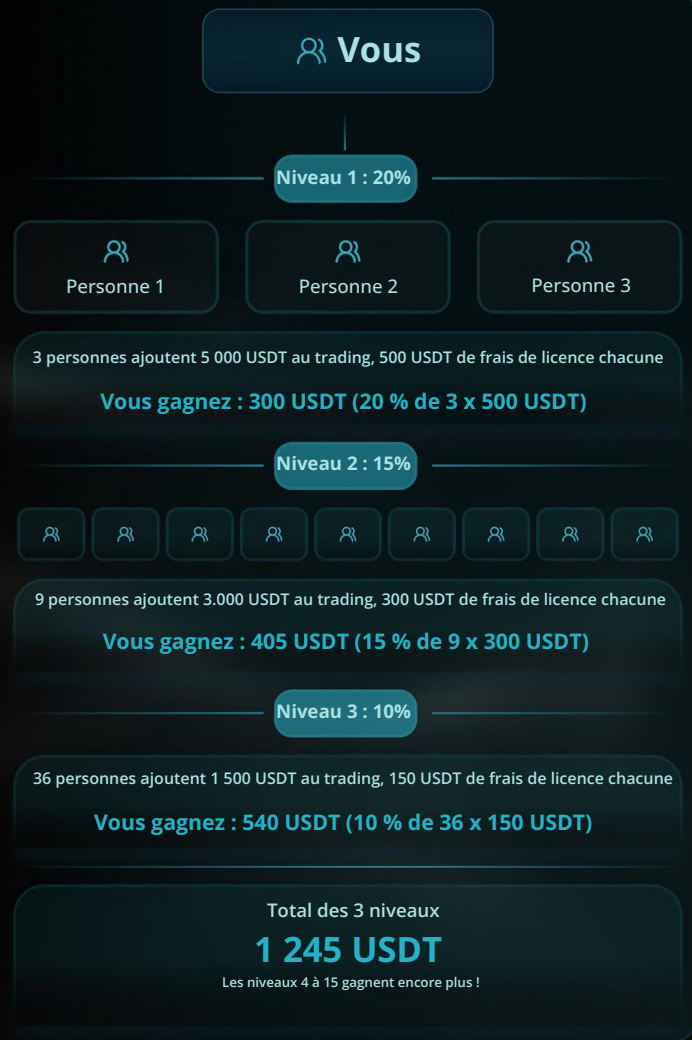 Vous
Niveau 1 : 20%
Personne 1
Personne 2
Personne 3
3 personnes ajoutent 5 000 USDT au trading, 500 USDT de frais de licence chacune
Vous gagnez : 300 USDT (20 % de 3 x 500 USDT)
Niveau 2 : 15%
9 personnes ajoutent 3.000 USDT au trading, 300 USDT de frais de licence chacune
Vous gagnez : 405 USDT (15 % de 9 x 300 USDT)
Niveau 3 : 10%
36 personnes ajoutent 1 500 USDT au trading, 150 USDT de frais de licence chacune
Vous gagnez : 540 USDT (10 % de 36 x 150 USDT)
Total des 3 niveaux
1 245 USDT
Les niveaux 4 à 15 gagnent encore plus !